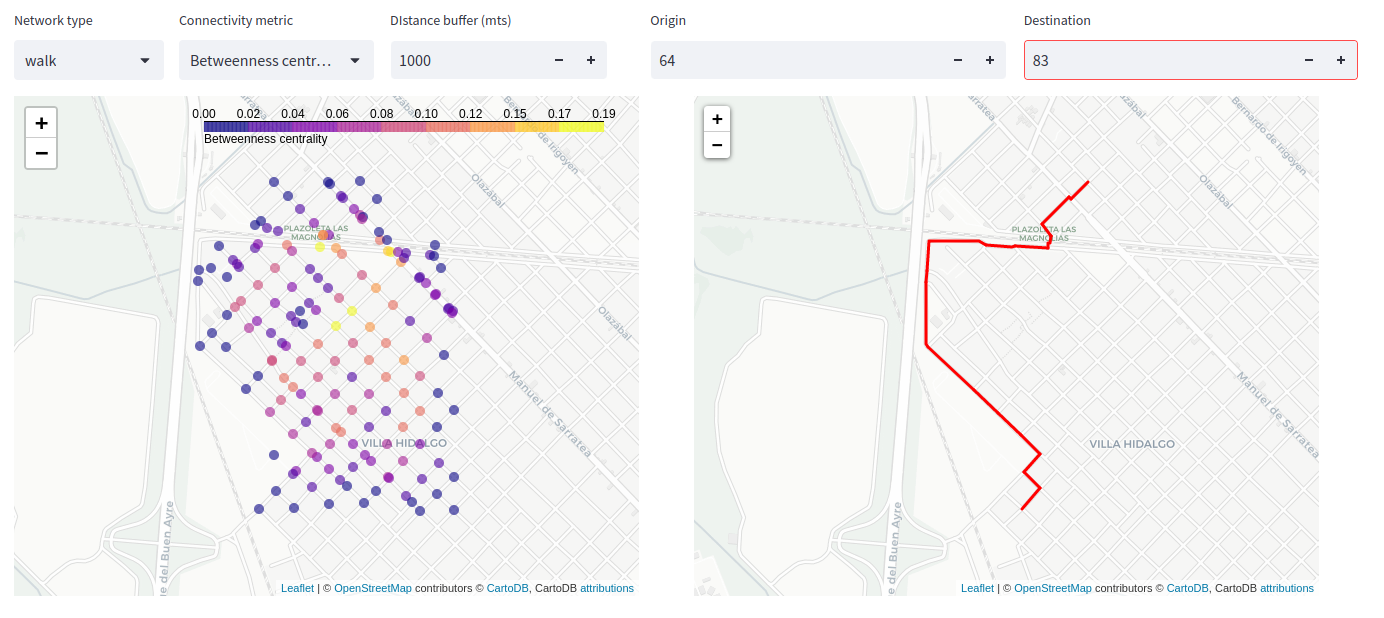 Network type
Connectivity metric
DIstance buffer (mts)
Origin
Destination
walk
Betweenness centr…
1000
−
+
64
−
+
83
−
+
+
−
0.00 0.02 0.04 0.06 0.08 0.10 0.12 0.15 0.17 0.19
Betweenness centrality
Olazábal
Bernardo de Irigoyen
Olazábal
PLAZOLETA LAS
MAGNOLIAS
Olazábal
Manuel de Sarratea
VILLA HIDALGO
e del Buen Ayre
Leaflet | © OpenStreetMap contributors © CartoDB, CartoDB attributions
+
−
Sarratea
Olazábal
Bernardo de Irigoyen
Olazábal
PLAZOLETA LAS
MAGNOLIAS
Manuel de Sarratea
VILLA HIDALGO
e del Buen Ayre
Leaflet | © OpenStreetMap contributors © CartoDB, CartoDB attributions